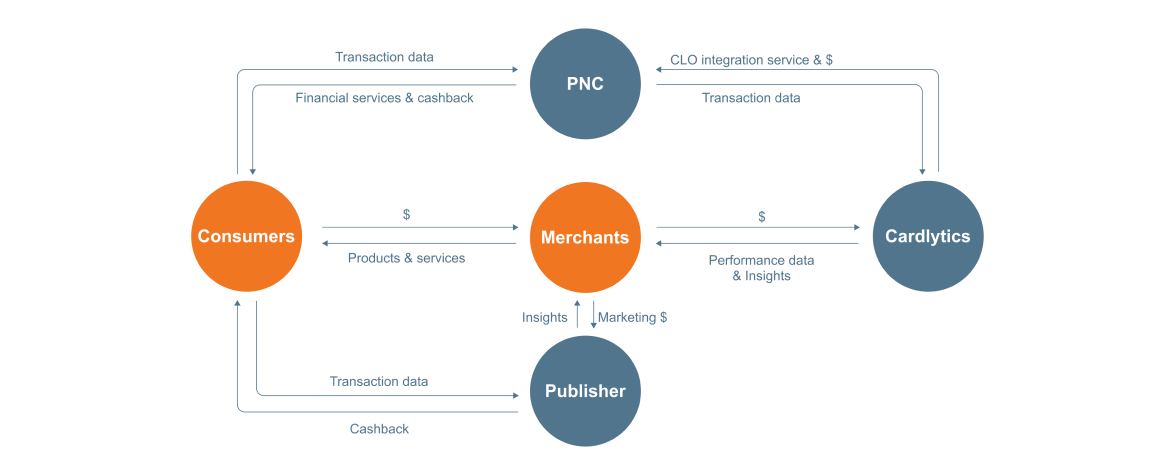 Transaction data
CLO integration service & $
PNC
Financial services & cashback
Transaction data
$
$
Consumers
Merchants
Cardlytics
Products & services
Performance data
& Insights
Insights
Marketing $
Transaction data
Publisher
Cashback